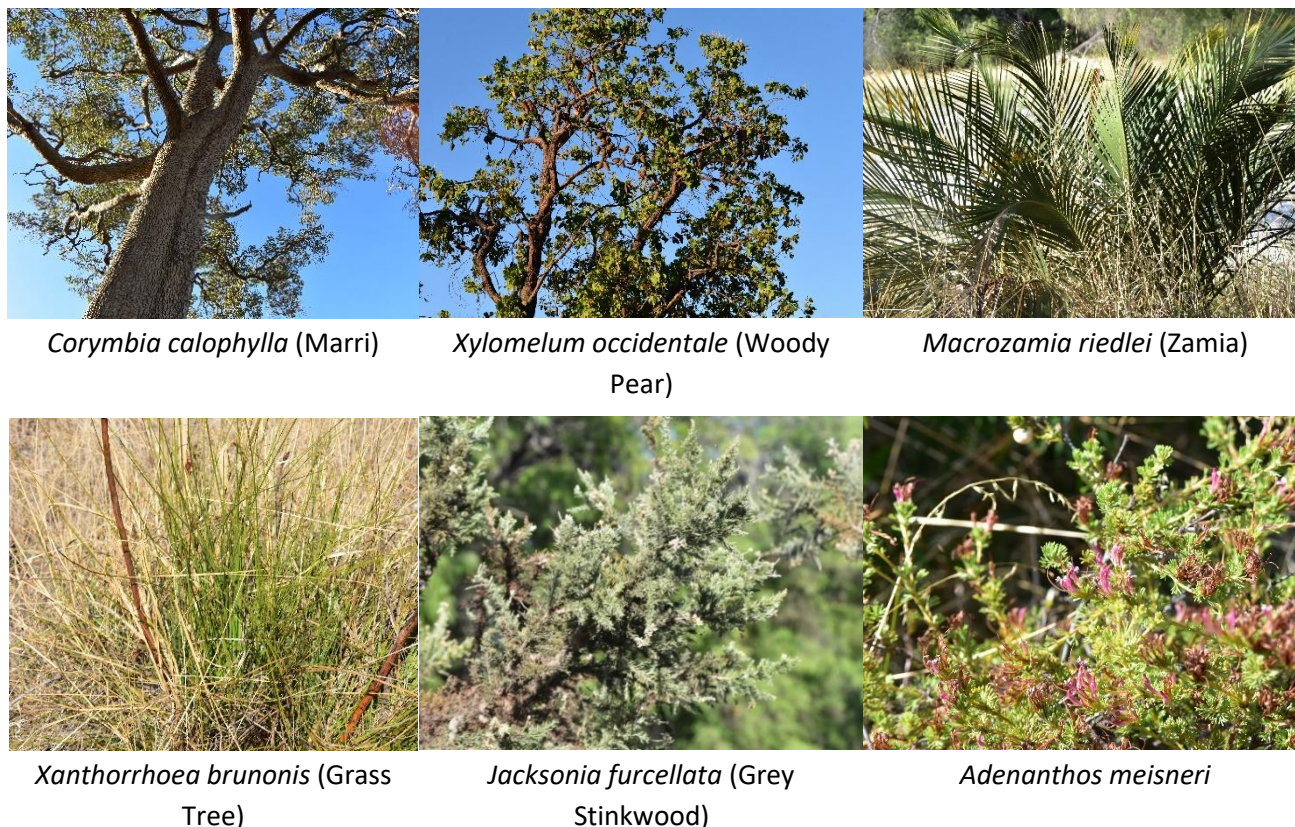 Corymbia calophylla (Marri)
Xylomelum occidentale (Woody
Pear)
Macrozamia riedlei (Zamia)
Xanthorrhoea brunonis (Grass
Tree)
Jacksonia furcellata (Grey
Stinkwood)
Adenanthos meisneri